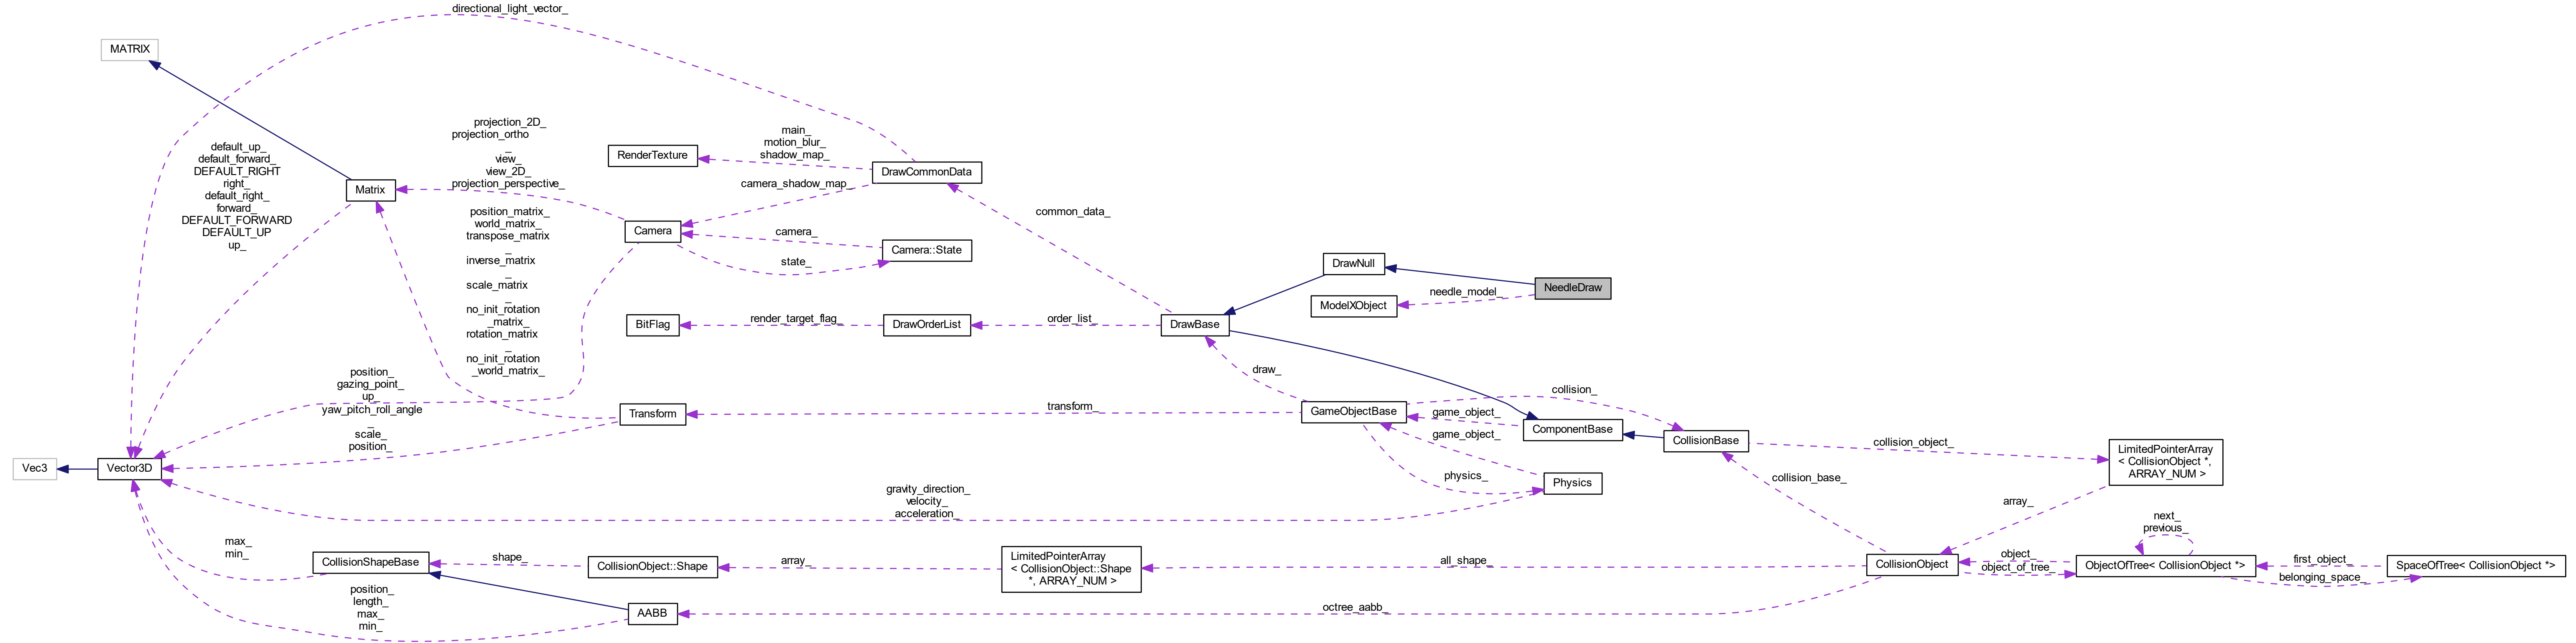 directional_light_vector_
MATRIX
projection_2D_
projection_ortho
_
view_
view_2D_
projection_perspective_
main_
motion_blur_
shadow_map_
RenderTexture
DrawCommonData
default_up_
default_forward_
DEFAULT_RIGHT
right_
default_right_
forward_
DEFAULT_FORWARD
DEFAULT_UP
up_
Matrix
camera_shadow_map_
common_data_
position_matrix_
world_matrix_
transpose_matrix
_
inverse_matrix
_
scale_matrix
_
no_init_rotation
_matrix_
rotation_matrix
_
no_init_rotation
_world_matrix_
Camera
camera_
Camera::State
state_
DrawNull
NeedleDraw
needle_model_
ModelXObject
BitFlag
render_target_flag_
DrawOrderList
order_list_
DrawBase
draw_
position_
gazing_point_
up_
yaw_pitch_roll_angle
_
scale_
position_
Transform
transform_
GameObjectBase
collision_
game_object_
ComponentBase
game_object_
CollisionBase
collision_object_
LimitedPointerArray
< CollisionObject *,
ARRAY_NUM >
Vec3
Vector3D
physics_
Physics
collision_base_
gravity_direction_
velocity_
acceleration_
array_
next_
previous_
max_
min_
CollisionShapeBase
shape_
CollisionObject::Shape
array_
LimitedPointerArray
< CollisionObject::Shape
*, ARRAY_NUM >
all_shape_
CollisionObject
object_
object_of_tree_
ObjectOfTree< CollisionObject *>
first_object_
belonging_space_
SpaceOfTree< CollisionObject *>
position_
length_
max_
min_
AABB
octree_aabb_